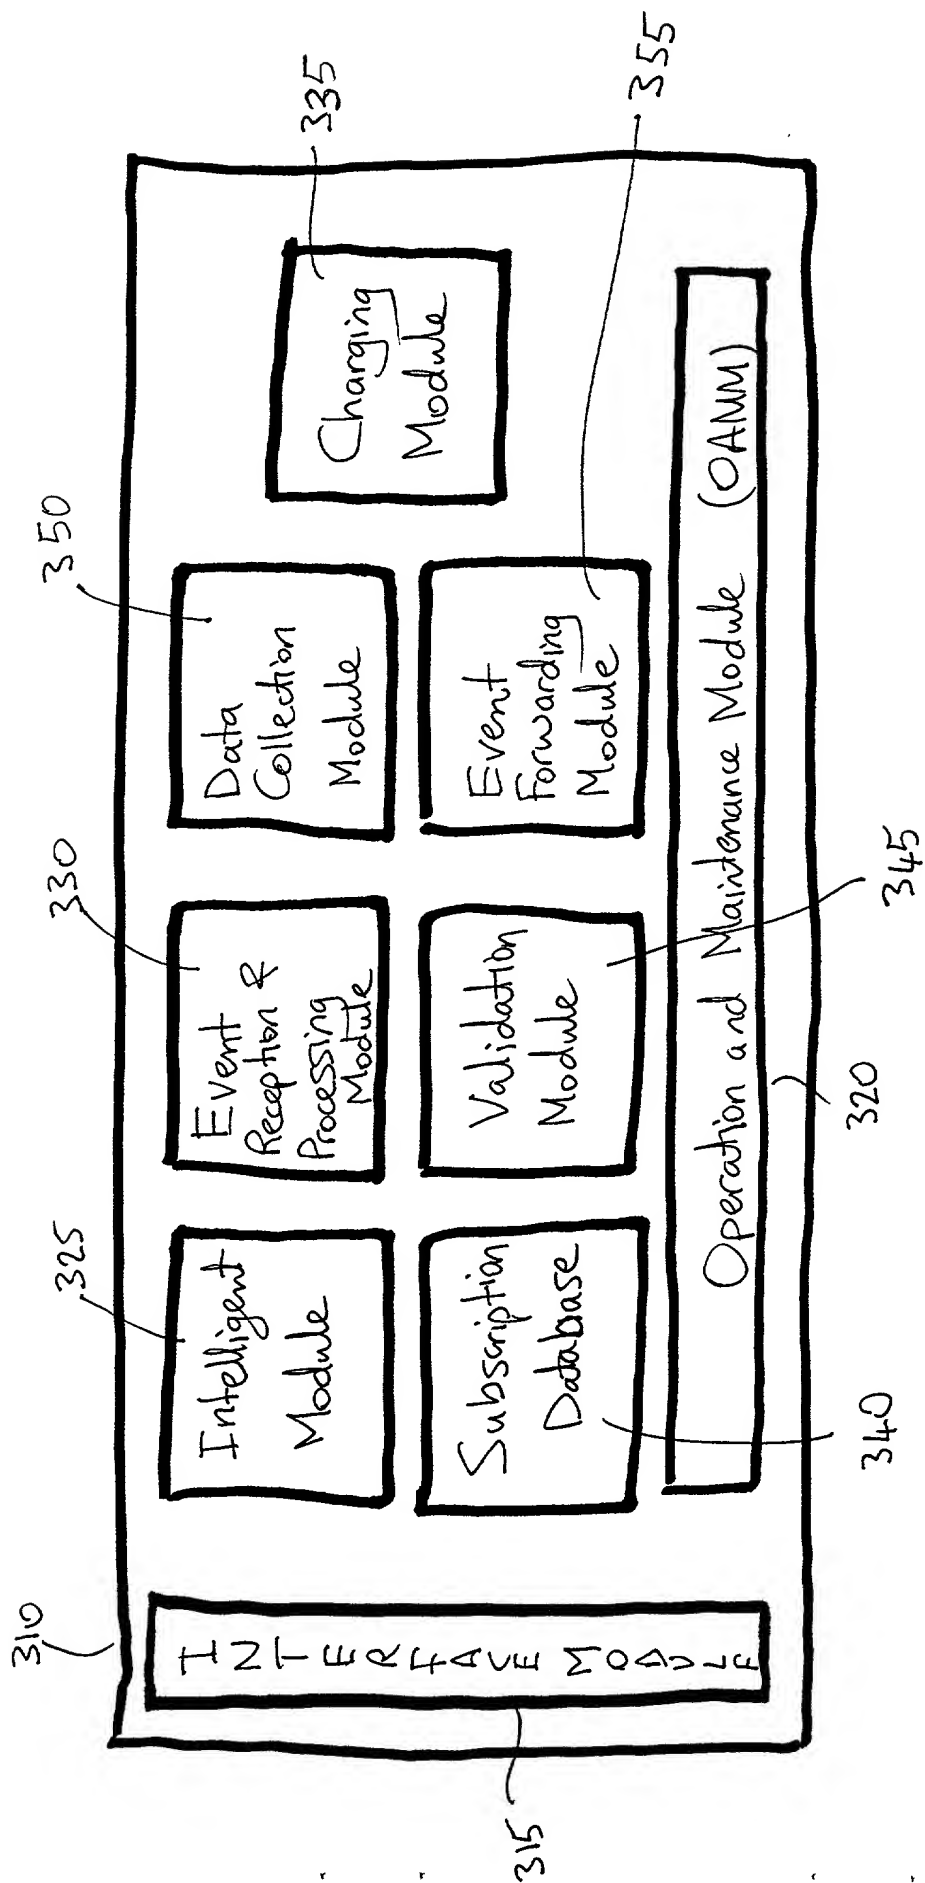 310
325
330
350
335
315
INTERFACE MODULE
Intelligent
Module
Event
Reception &
Processing
Module
Data
Collection
Module
Charging
Module
Subscription
Database
Validation
Module
Event
Forwarding
Module
355
Operation and Maintenance Module (OAMM)
340
320
345